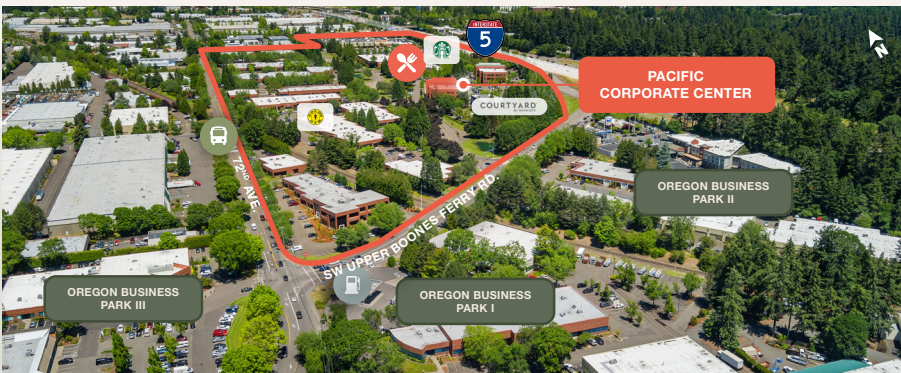 INTERSTATE
5
N
PACIFIC
CORPORATE CENTER
COURTYARD
72ND AVE
OREGON BUSINESS
PARK II
SW UPPER BOONES FERRY RD
OREGON BUSINESS
PARK III
OREGON BUSINESS
PARK I